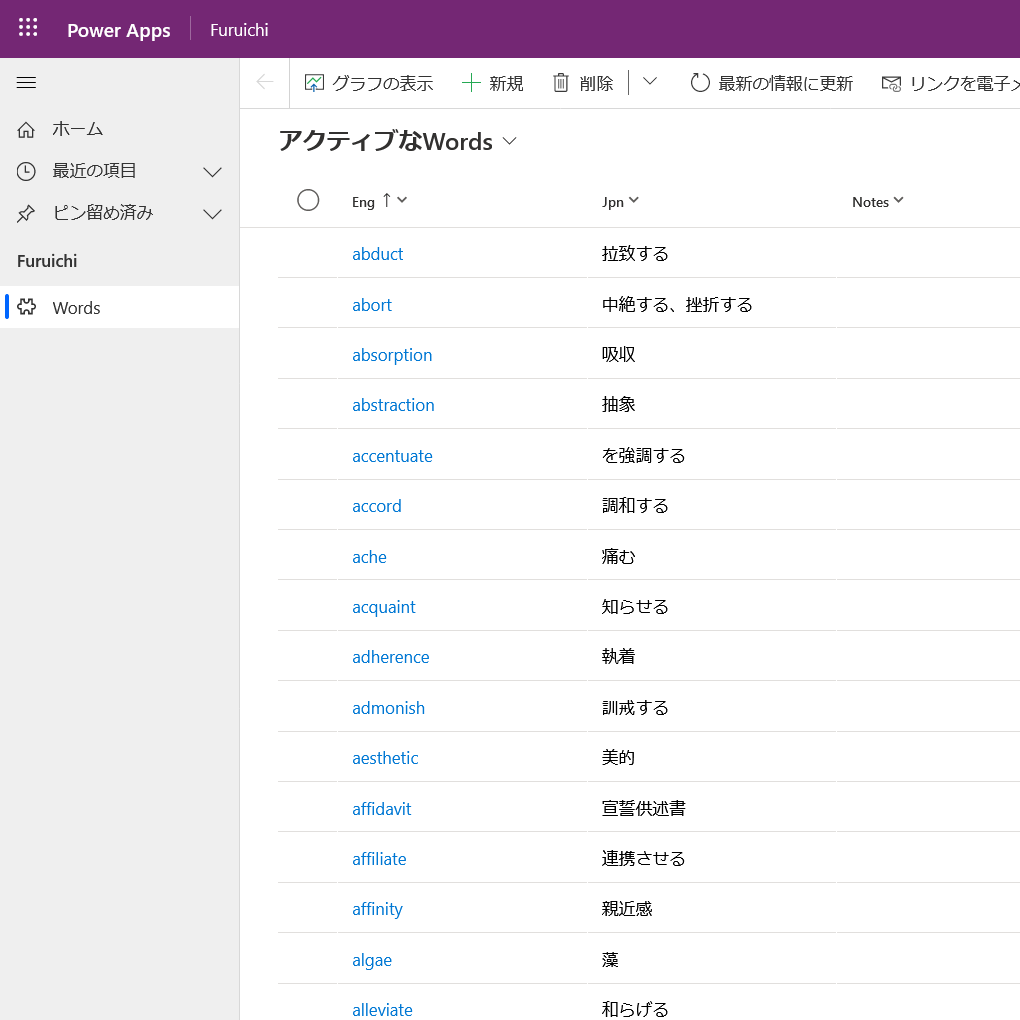 Power Apps Furuichi
グラフの表示 新規 削除 最新の情報に更新 リンクを電子メ
ホーム
最近の項目
ピン留め済み
Furuichi
Words
アクティブなWords
Eng Jpn Notes
abduct 拉致する
abort 中絶する、挫折する
absorption 吸収
abstraction 抽象
accentuate を強調する
accord 調和する
ache 痛む
acquaint 知らせる
adherence 執着
admonish 訓戒する
aesthetic 美的
affidavit 宣誓供述書
affiliate 連携させる
affinity 親近感
algae 藻
alleviate 和らげる